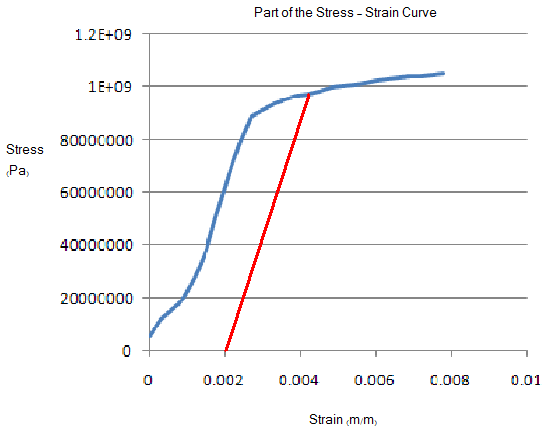 Part of the Stress - Strain Curve
1.2E+09
1E+09
Stress
(Pa)
80000000
60000000
40000000
20000000
0
0 0.002 0.004 0.006 0.008 0.01
Strain (m/m)